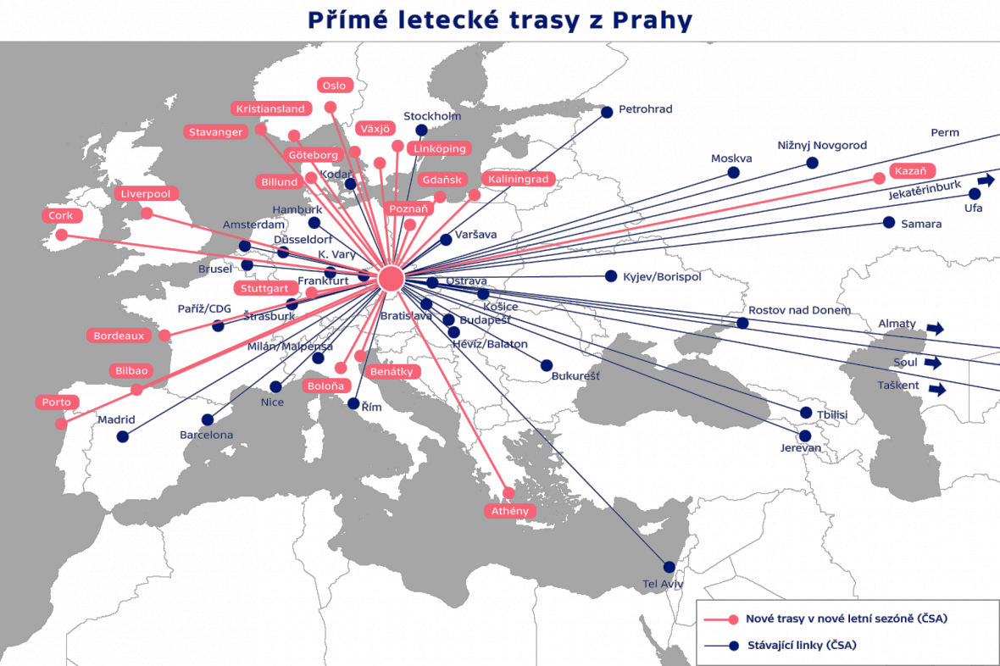 Přímé letecké trasy z Prahy
Oslo
Kristiansland
Stavanger
Växjö
Stockholm
Petrohrad
Linköping
Göteborg
Kodaň
Billund
Gdaňsk
Kaliningrad
Perm
Nižnyj Novgorod
Moskva
Kazaň
Jekatěrinburk
Ufa
Samara
Liverpool
Cork
Hamburk
Poznaň
Amsterdam
Düsseldorf
Varšava
K. Vary
Brusel
Frankfurt
Ostrava
Kyjev/Borispol
Stuttgart
Košice
Paříž/CDG
Štrasburk
Bratislava
Budapešť
Rostov nad Donem
Almaty
Bordeaux
Hévíz/Balaton
Milán/Malpensa
Soul
Bilbao
Benátky
Bukurešť
Boloňa
Taškent
Porto
Nice
Řím
Madrid
Barcelona
Tbilisi
Jerevan
Athény
Tel Aviv
Nové trasy v nové letní sezóně (ČSA)
Stávající linky (ČSA)